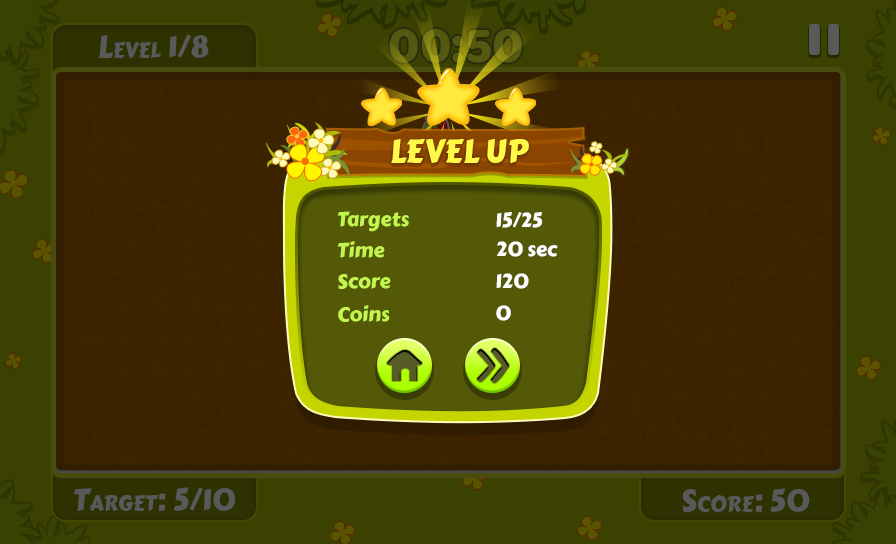 Level 1/8
00:50
LEVEL UP
Targets 15/25
Time 20 sec
Score 120
Coins 0
Target: 5/10
Score: 50